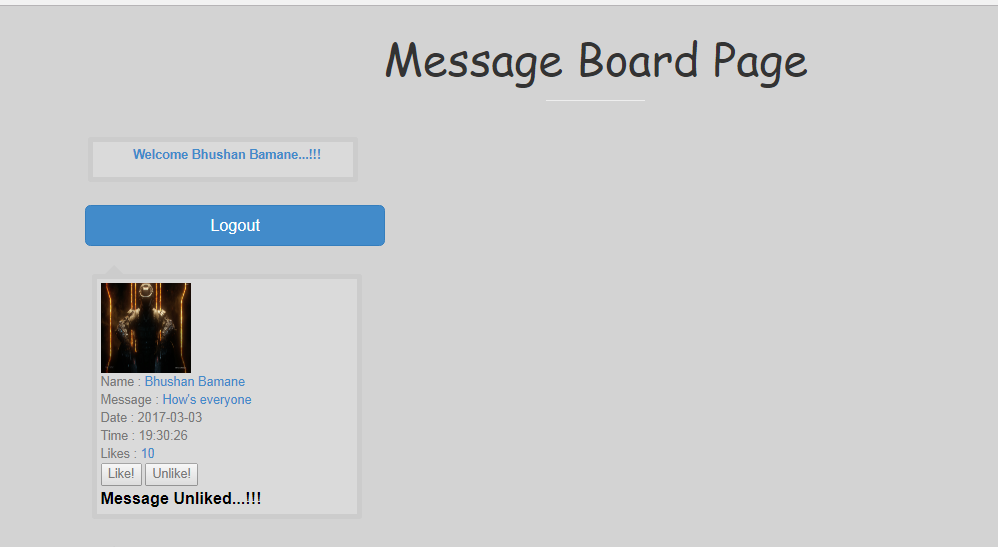 Message Board Page
Welcome Bhushan Bamane...!!!
Logout
Name : Bhushan Bamane
Message : How's everyone
Date : 2017-03-03
Time : 19:30:26
Likes : 10
Like! Unlike!
Message Unliked...!!!